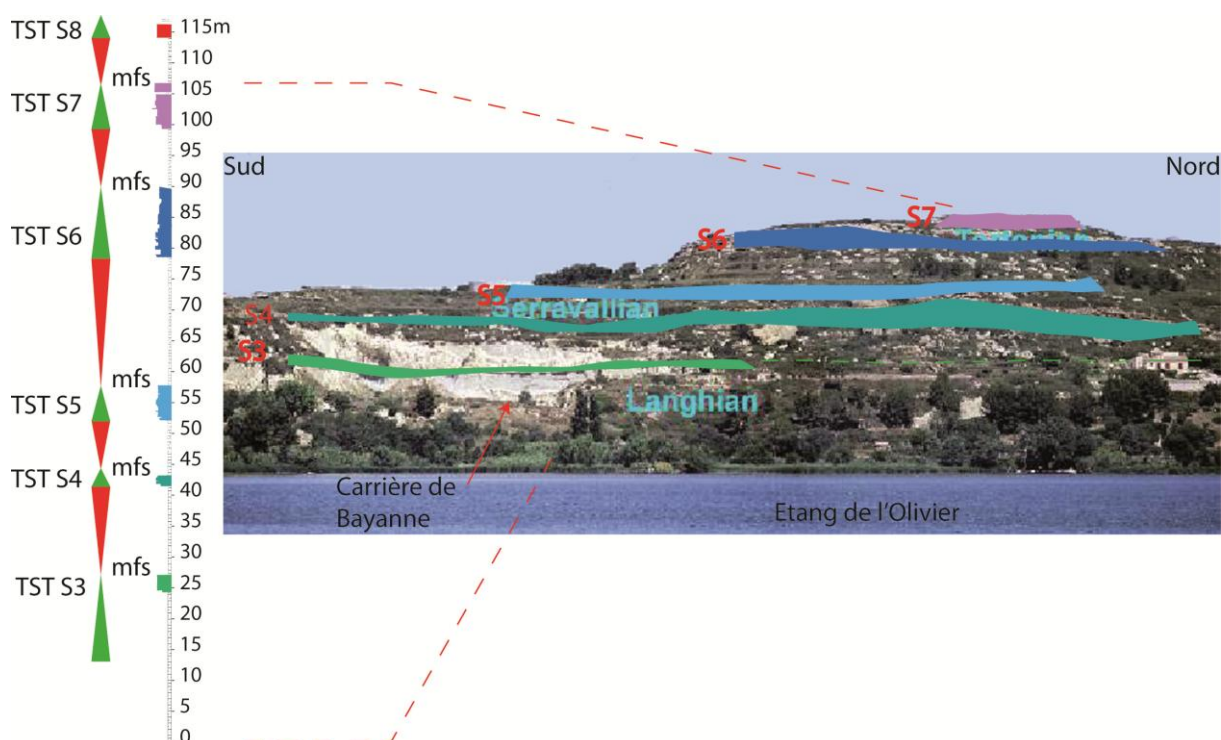 TST S8
115m
110
mfs
105
TST S7
100
95
mfs
90
85
TST S6
80
75
70
65
60
mfs
55
TST S5
50
mfs
45
TST S4
40
35
30
mfs
TST S3
25
20
15
10
5
0
Sud
Nord
S7
Tortonian
S6
S5
Serravallian
S4
S3
Langhian
Carrière de
Bayanne
Etang de l'Olivier